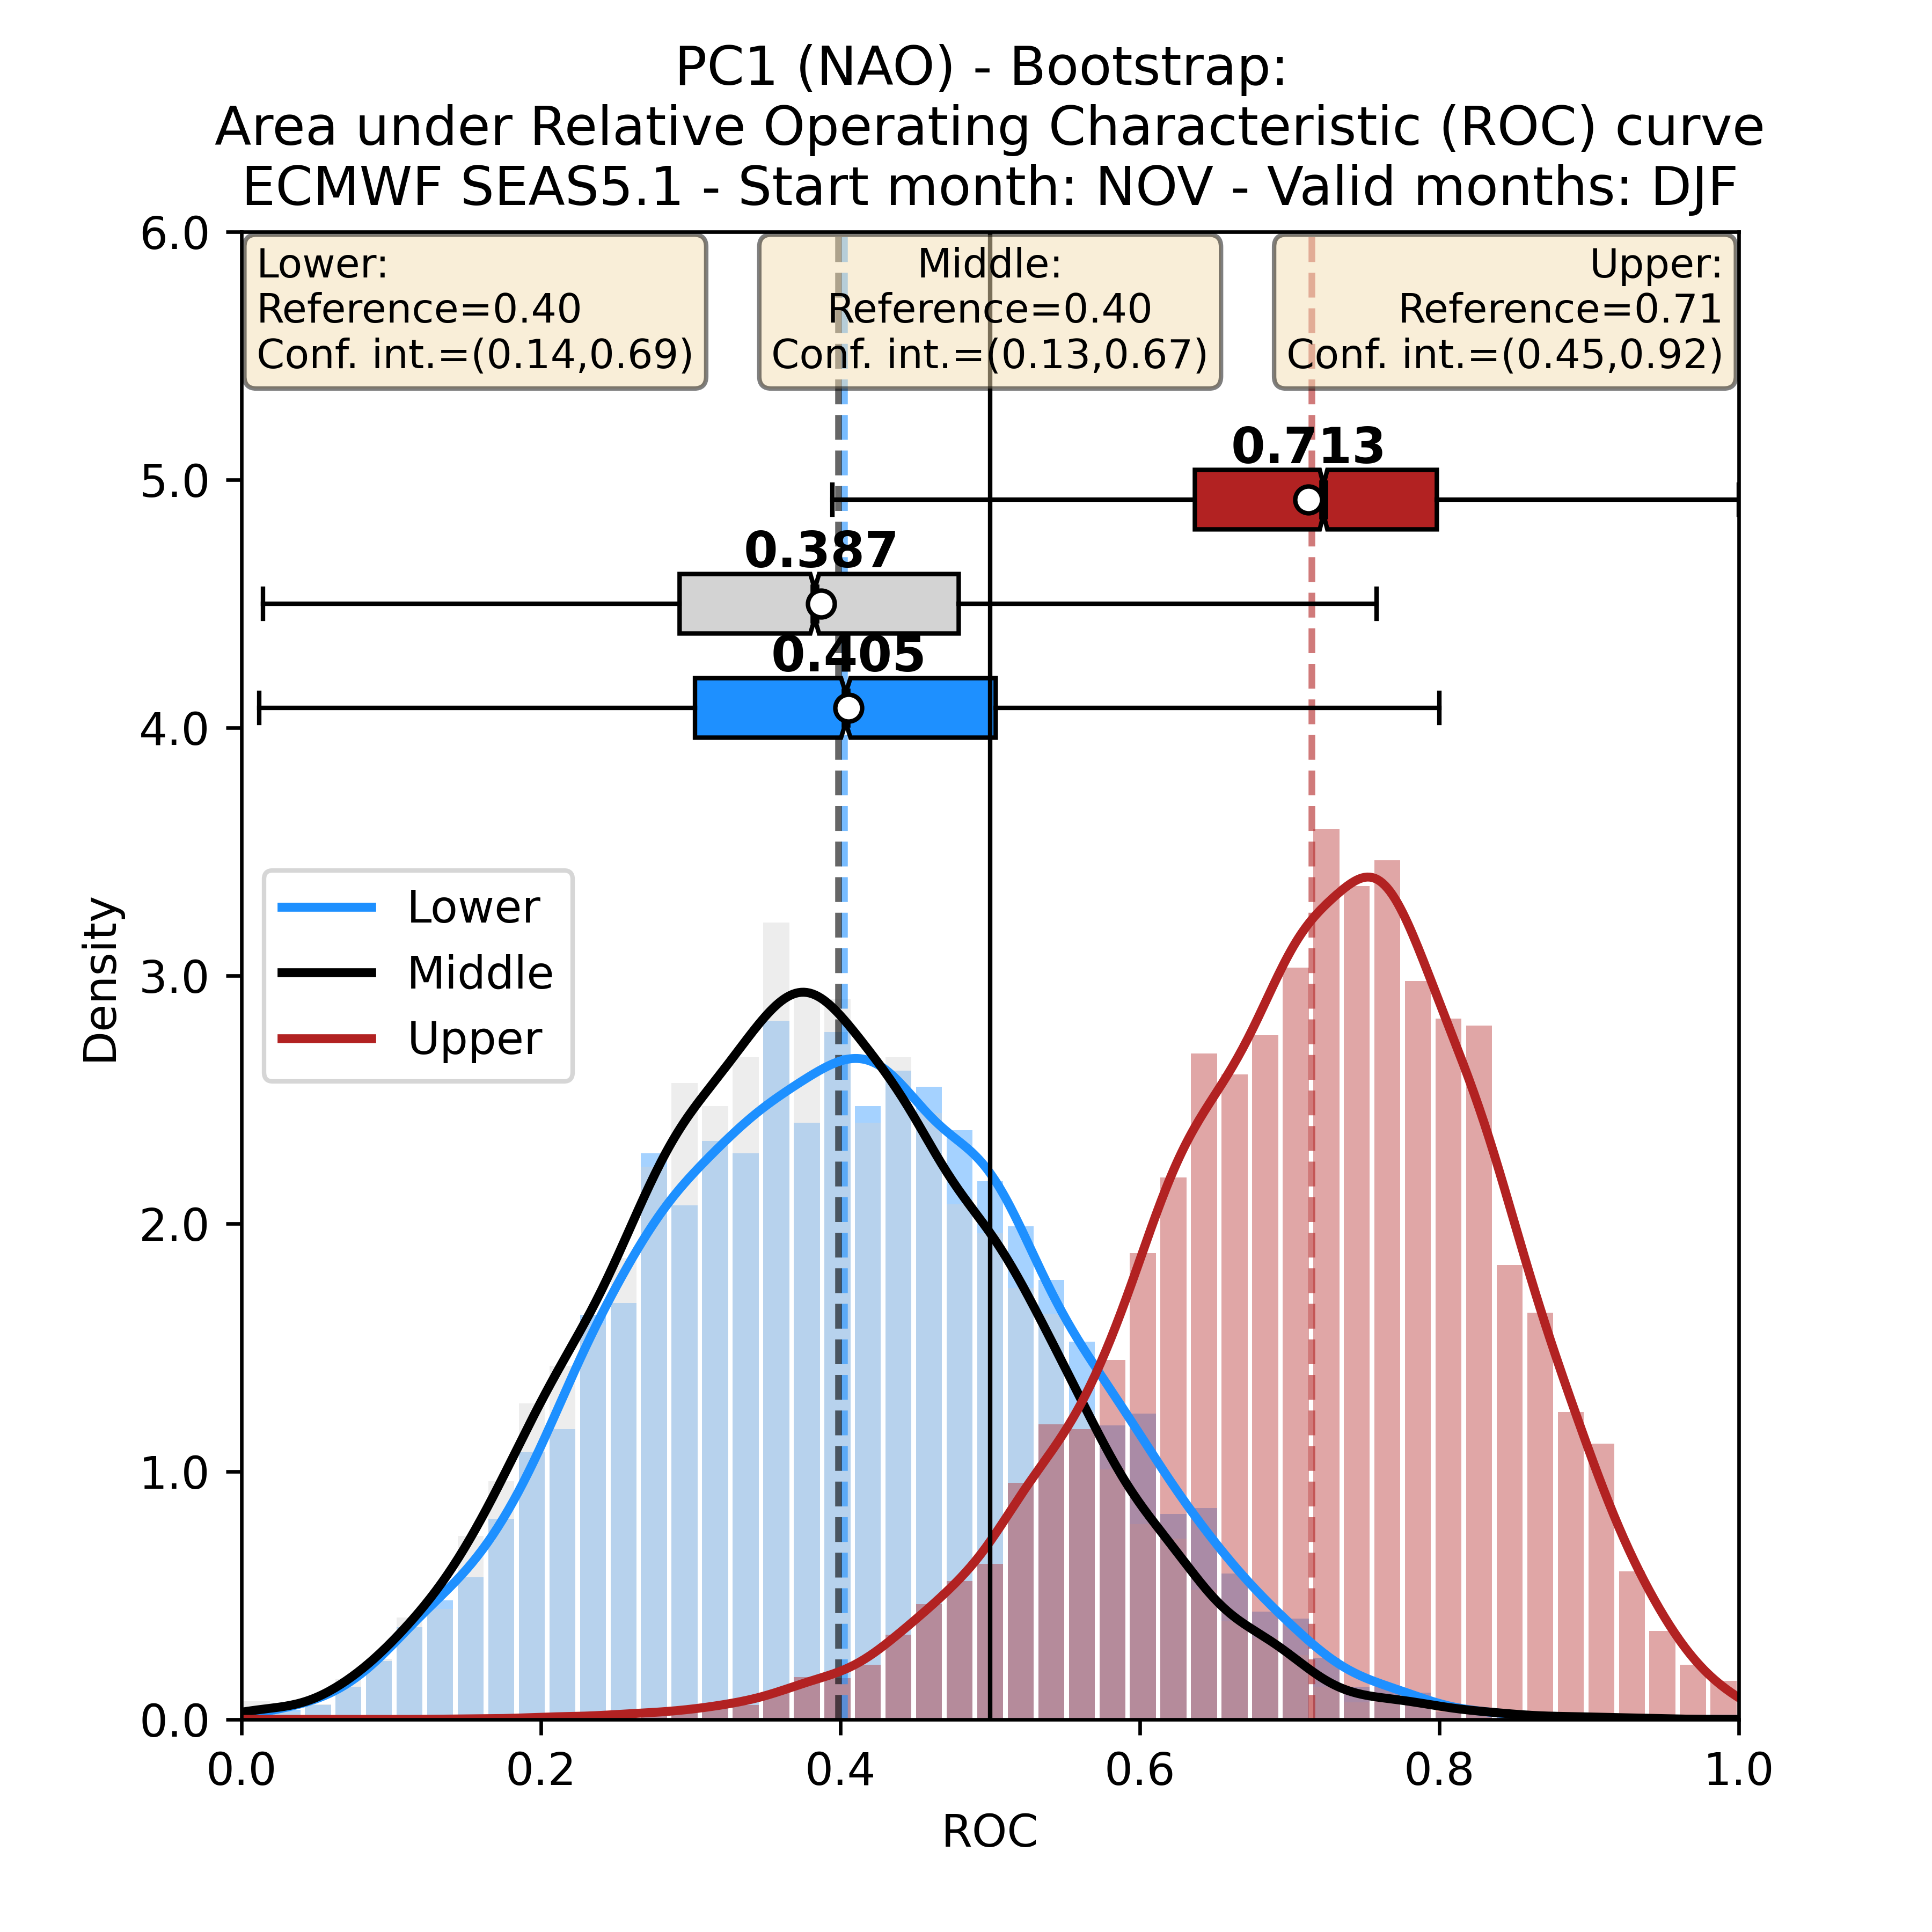 PC1 (NAO) - Bootstrap:
Area under Relative Operating Characteristic (ROC) curve
ECMWF SEAS5.1 - Start month: NOV - Valid months: DJF
6.0
Lower:
Reference=0.40
Conf. int.=(0.14,0.69)
Middle:
Reference=0.40
Conf. int.=(0.13,0.67)
Upper:
Reference=0.71
Conf. int.=(0.45,0.92)
0.713
5.0
0.387
0.405
4.0
Lower
Middle
Upper
Density
3.0
2.0
1.0
0.0
0.0 0.2 0.4 0.6 0.8 1.0
ROC